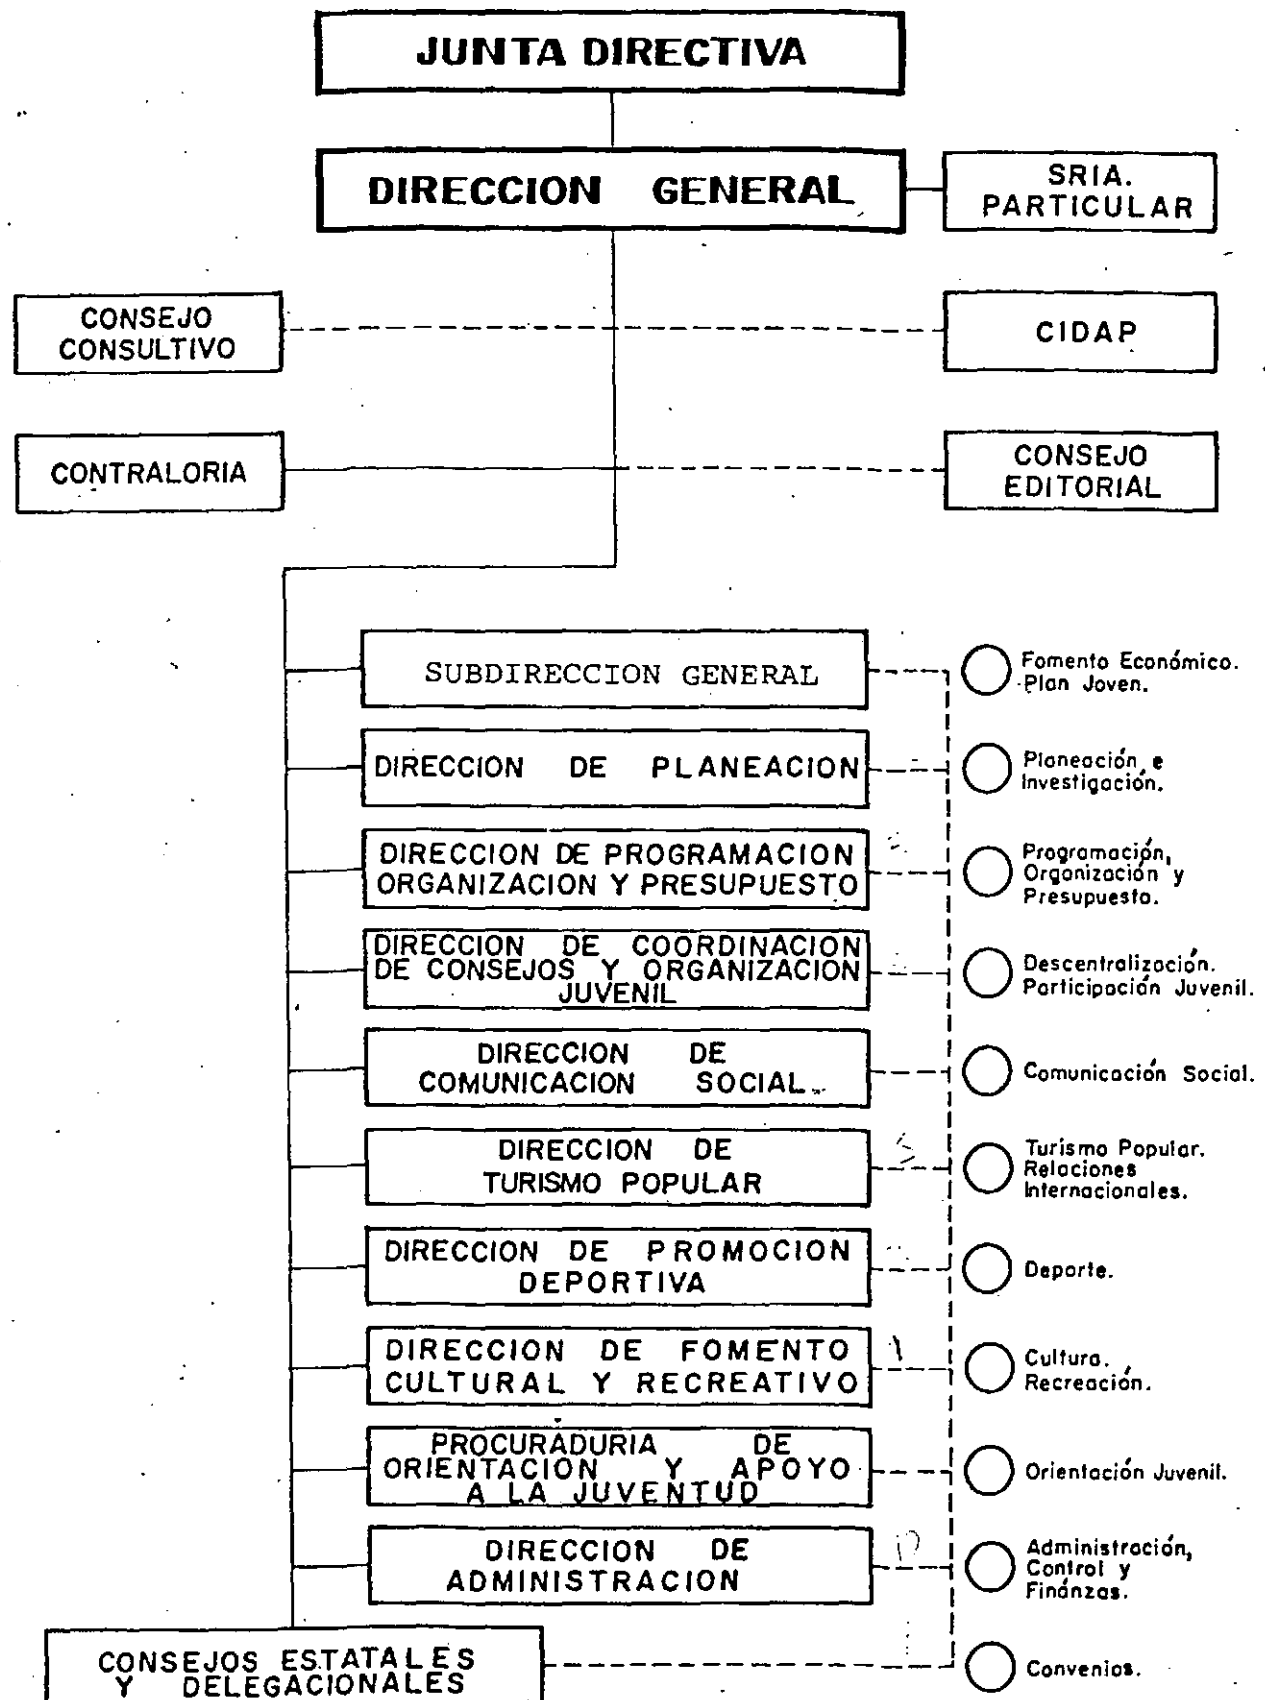 JUNTA DIRECTIVA
DIRECCION GENERAL
SRIA.
PARTICULAR
CONSEJO
CONSULTIVO
CIDAP
CONTRALORIA
CONSEJO
EDITORIAL
SUBDIRECCION GENERAL
Fomento Económico.
Plan Joven.
DIRECCION DE PLANEACION
Planeación e
Investigación.
DIRECCION DE PROGRAMACION
ORGANIZACION Y PRESUPUESTO
Programación,
Organización y
Presupuesto.
DIRECCION DE COORDINACION
DE CONSEJOS Y ORGANIZACION
JUVENIL
Descentralización.
Participación Juvenil.
DIRECCION DE
COMUNICACION SOCIAL
Comunicación Social.
DIRECCION DE
TURISMO POPULAR
Turismo Popular.
Relaciones
Internacionales.
DIRECCION DE PROMOCION
DEPORTIVA
Deporte.
DIRECCION DE FOMENTO
CULTURAL Y RECREATIVO
Cultura.
Recreación.
PROCURADURIA DE
ORIENTACION Y APOYO
A LA JUVENTUD
Orientación Juvenil.
DIRECCION DE
ADMINISTRACION
Administración,
Control y
Finánzas.
CONSEJOS ESTATALES
Y DELEGACIONALES
Convenios.